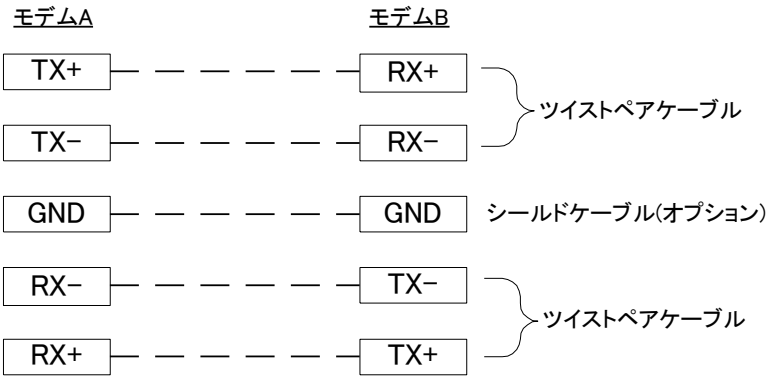 モデムA モデムB
TX+ RX+
ツイストペアケーブル
TX- RX-
GND GND シールドケーブル(オプション)
RX- TX-
ツイストペアケーブル
RX+ TX+